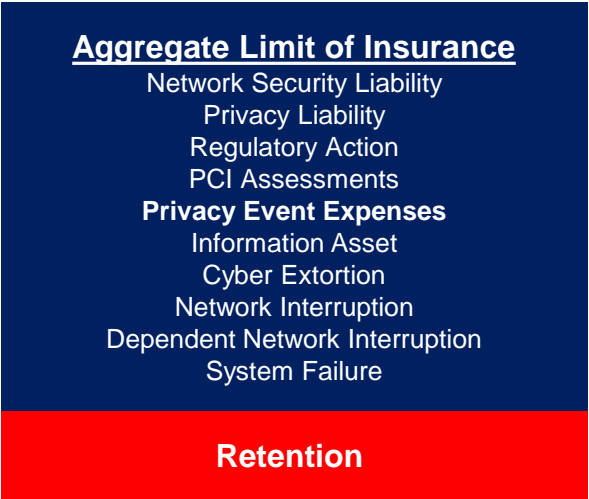 Aggregate Limit of Insurance
Network Security Liability
Privacy Liability
Regulatory Action
PCI Assessments
Privacy Event Expenses
Information Asset
Cyber Extortion
Network Interruption
Dependent Network Interruption
System Failure
Retention